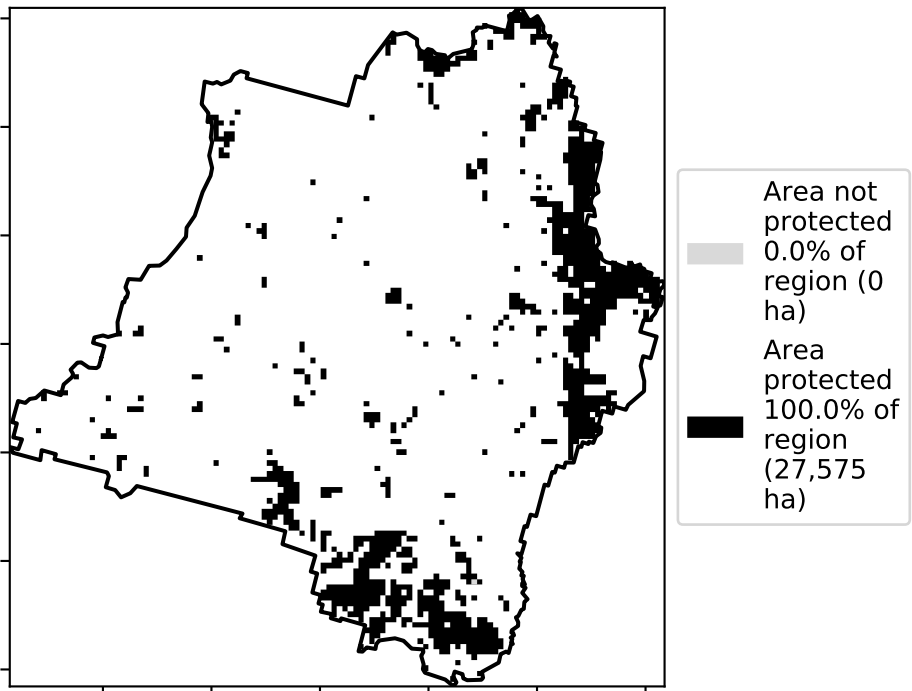 Area not
protected
0.0% of
region (0
ha)
Area
protected
100.0% of
region
(27,575
ha)